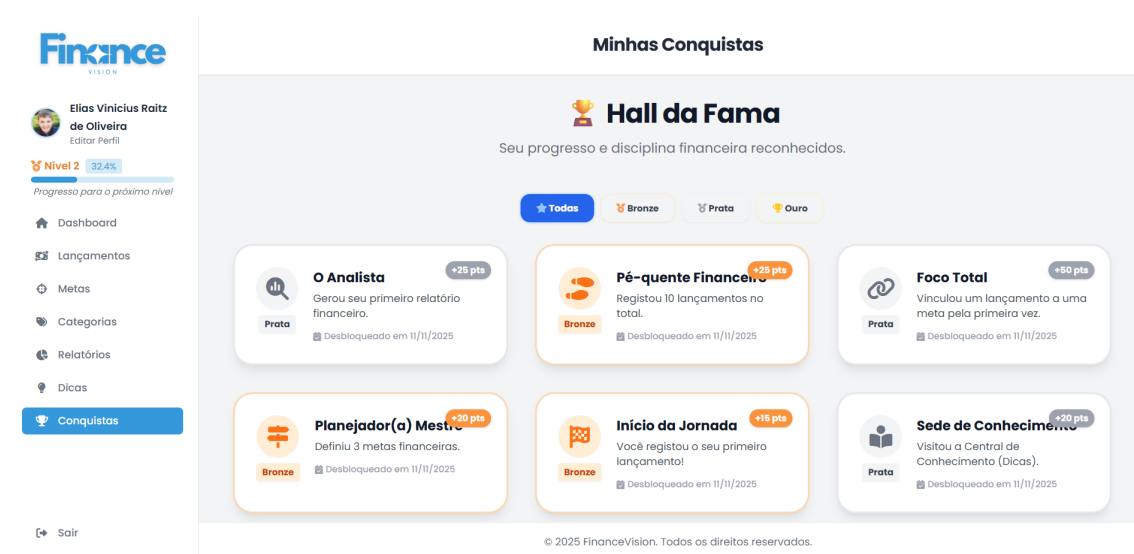 Finance
VISION
Elias Vinicius Raitz
de Oliveira
Editar Perfil
Nível 2 32.4%
Progresso para o próximo nível
Dashboard
Lançamentos
Metas
Categorias
Relatórios
Dicas
Conquistas
Sair
Minhas Conquistas
Hall da Fama
Seu progresso e disciplina financeira reconhecidos.
Todas Bronze Prata Ouro
+25 pts
O Analista
Gerou seu primeiro relatório
financeiro.
Prata
Desbloqueado em 11/11/2025
+25 pts
Pé-quente Financeiro
Registou 10 lançamentos no
total.
Bronze
Desbloqueado em 11/11/2025
+50 pts
Foco Total
Vinculou um lançamento a uma
meta pela primeira vez.
Prata
Desbloqueado em 11/11/2025
+20 pts
Planejador(a) Mestre
Definiu 3 metas financeiras.
Bronze
Desbloqueado em 11/11/2025
+15 pts
Início da Jornada
Você registou o seu primeiro
lançamento!
Bronze
Desbloqueado em 11/11/2025
+20 pts
Sede de Conhecimento
Visitou a Central de
Conhecimento (Dicas).
Prata
Desbloqueado em 11/11/2025
© 2025 FinanceVision. Todos os direitos reservados.